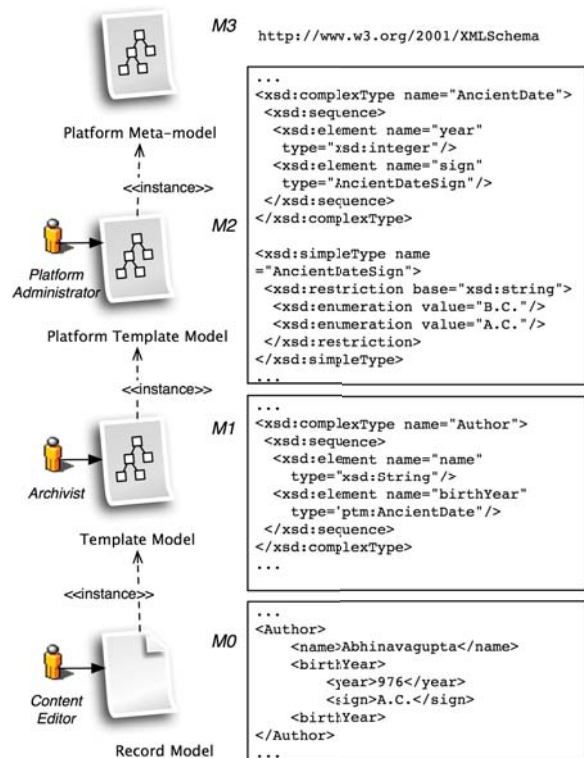 M3
http://www.w3.org/2001/XMLSchema
Platform Meta-model
<<instance>>
M2
Platform
Administrator
Platform Template Model
...
<xsd:complexType name="AncientDate">
<xsd:sequence>
<xsd:element name="year"
type="xsd:integer"/>
<xsd:element name="sign"
type="AncientDateSign"/>
</xsd:sequence>
</xsd:complexType>
<xsd:simpleType name
="AncientDateSign">
<xsd:restriction base="xsd:string">
<xsd:enumeration value="B.C."/>
<xsd:enumeration value="A.C."/>
</xsd:restriction>
</xsd:simpleType>
...
<<instance>>
M1
Archivist
Template Model
...
<xsd:complexType name="Author">
<xsd:sequence>
<xsd:element name="name"
type="xsd:String"/>
<xsd:element name="birthYear"
type='ptm:AncientDate"/>
</xsd:sequence>
</xsd:complexType>
...
<<instance>>
M0
Content
Editor
Record Model
...
<Author>
<name>Abhinavagupta</name>
<birthYear>
<year>976</year>
<sign>A.C.</sign>
<birthYear>
</Author>
...